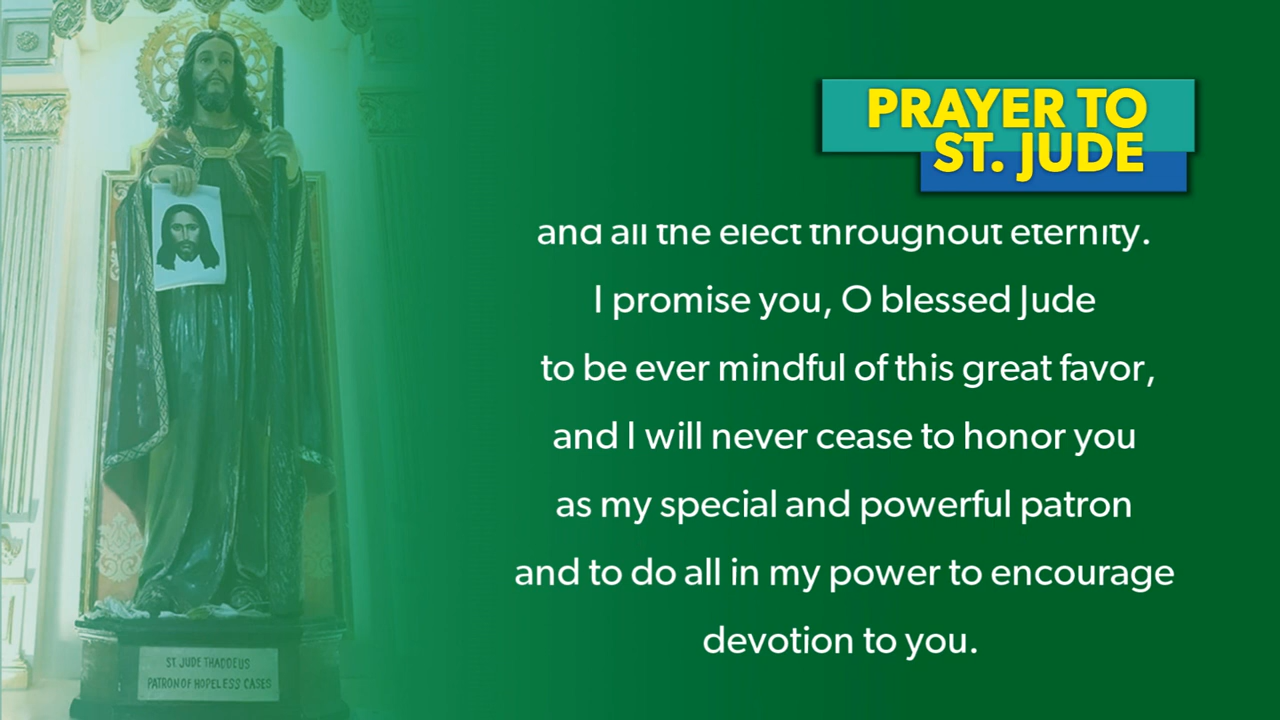 PRAYER TO
ST. JUDE
and all the elect throughout eternity.
I promise you, O blessed Jude
to be ever mindful of this great favor,
and I will never cease to honor you
as my special and powerful patron
and to do all in my power to encourage
devotion to you.
ST. JUDE THADDEUS
PATRON OF HOPELESS CASES